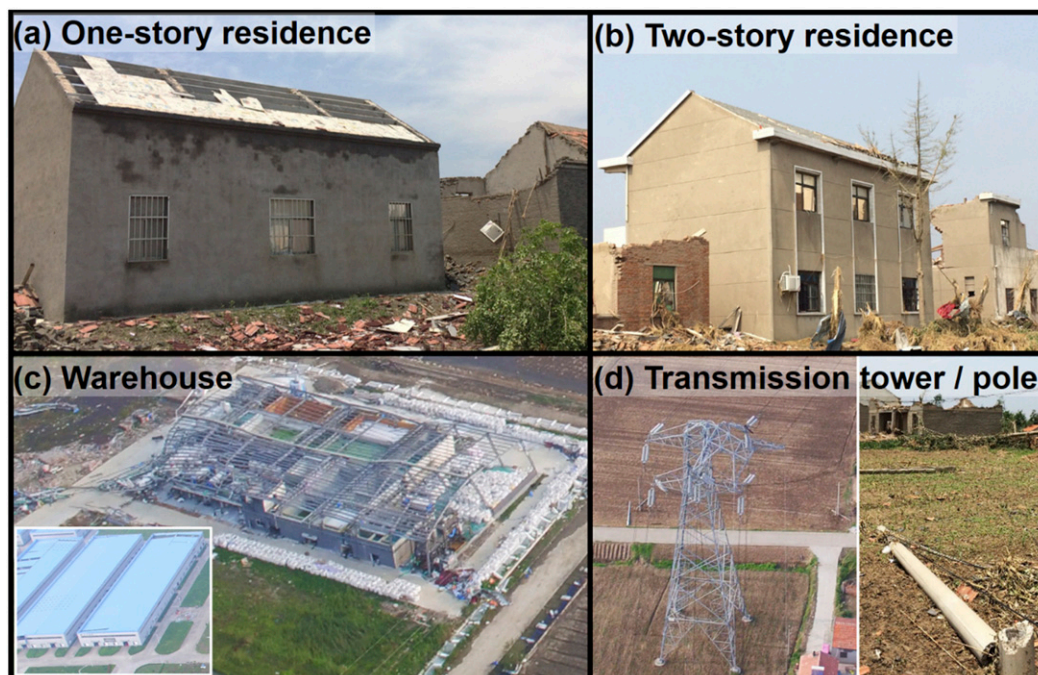 (a) One-story residence
(b) Two-story residence
(c) Warehouse
(d) Transmission tower / pole